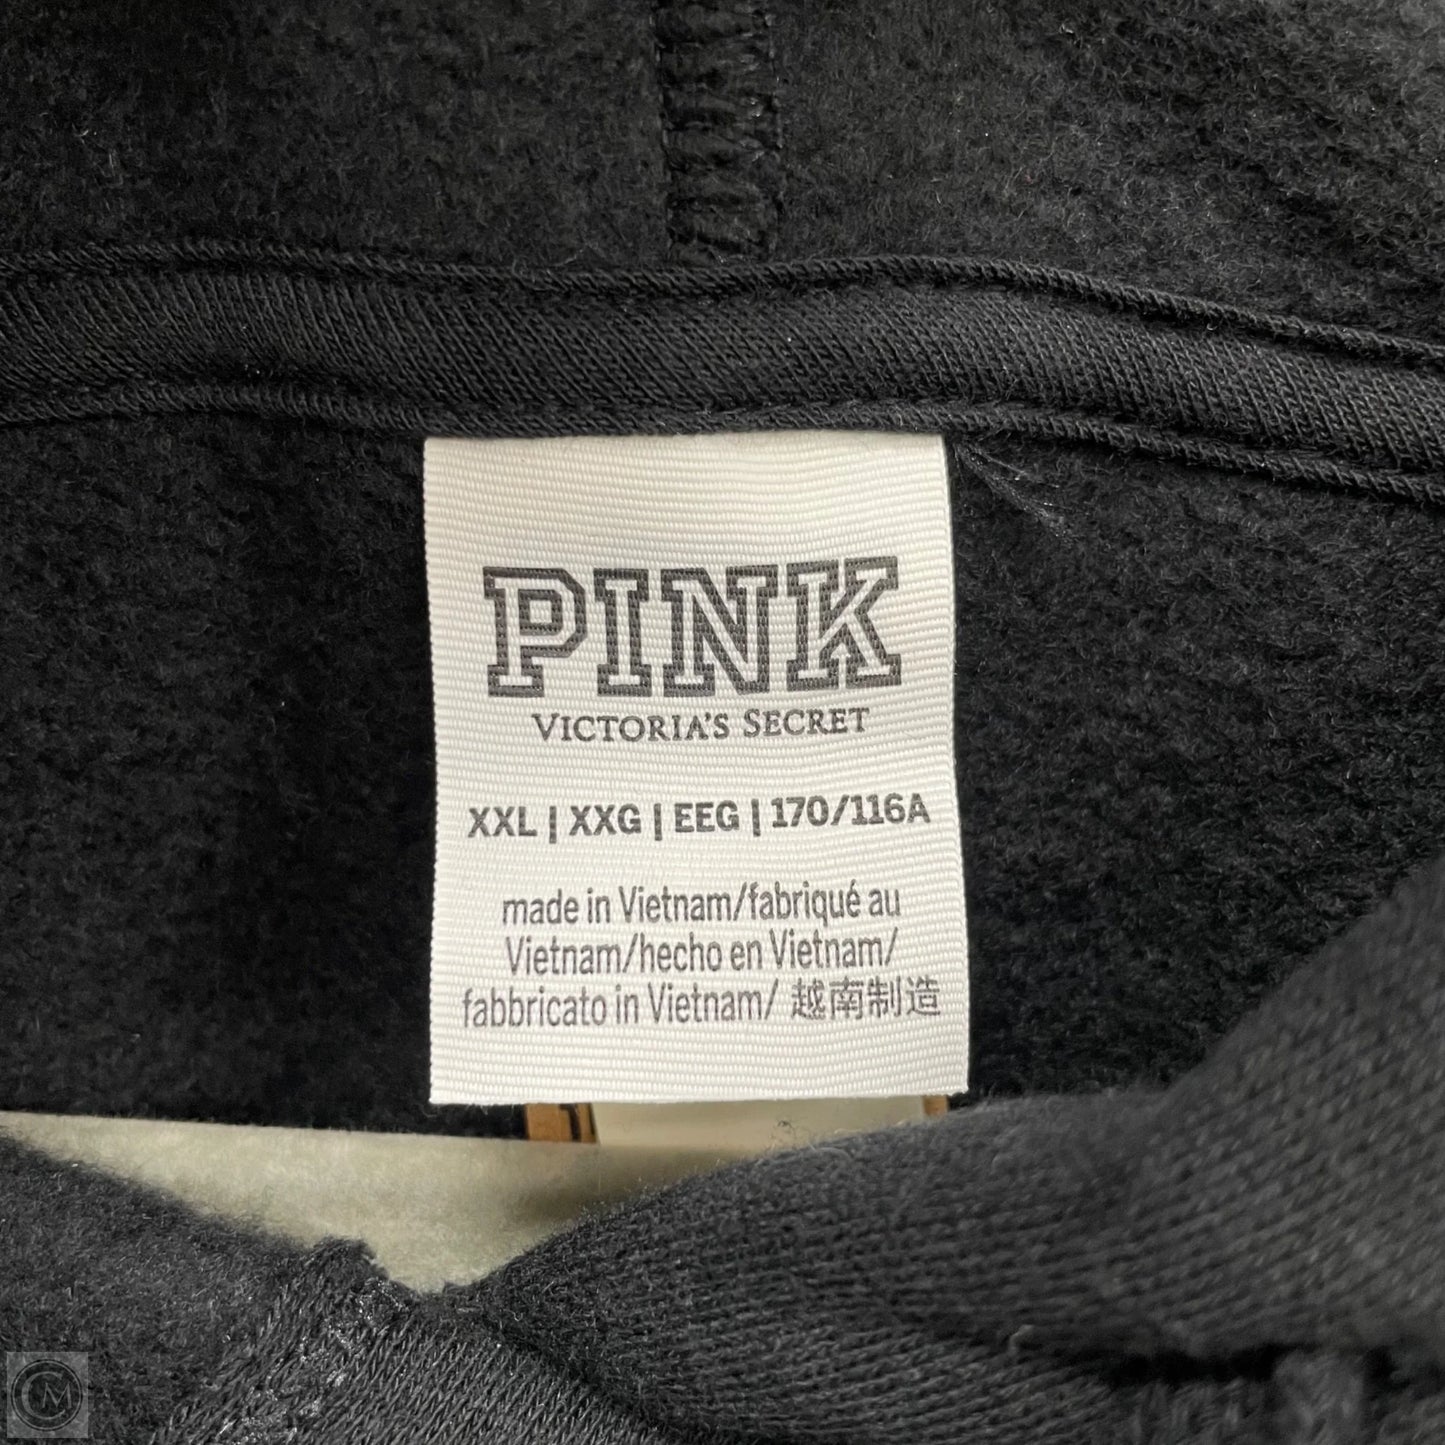 PINK
VICTORIA'S SECRET
XXL | XXG | EEG | 170/116A
made in Vietnam/fabriqué au
Vietnam/hecho en Vietnam/
fabbricato in Vietnam/ 越南制造
CM